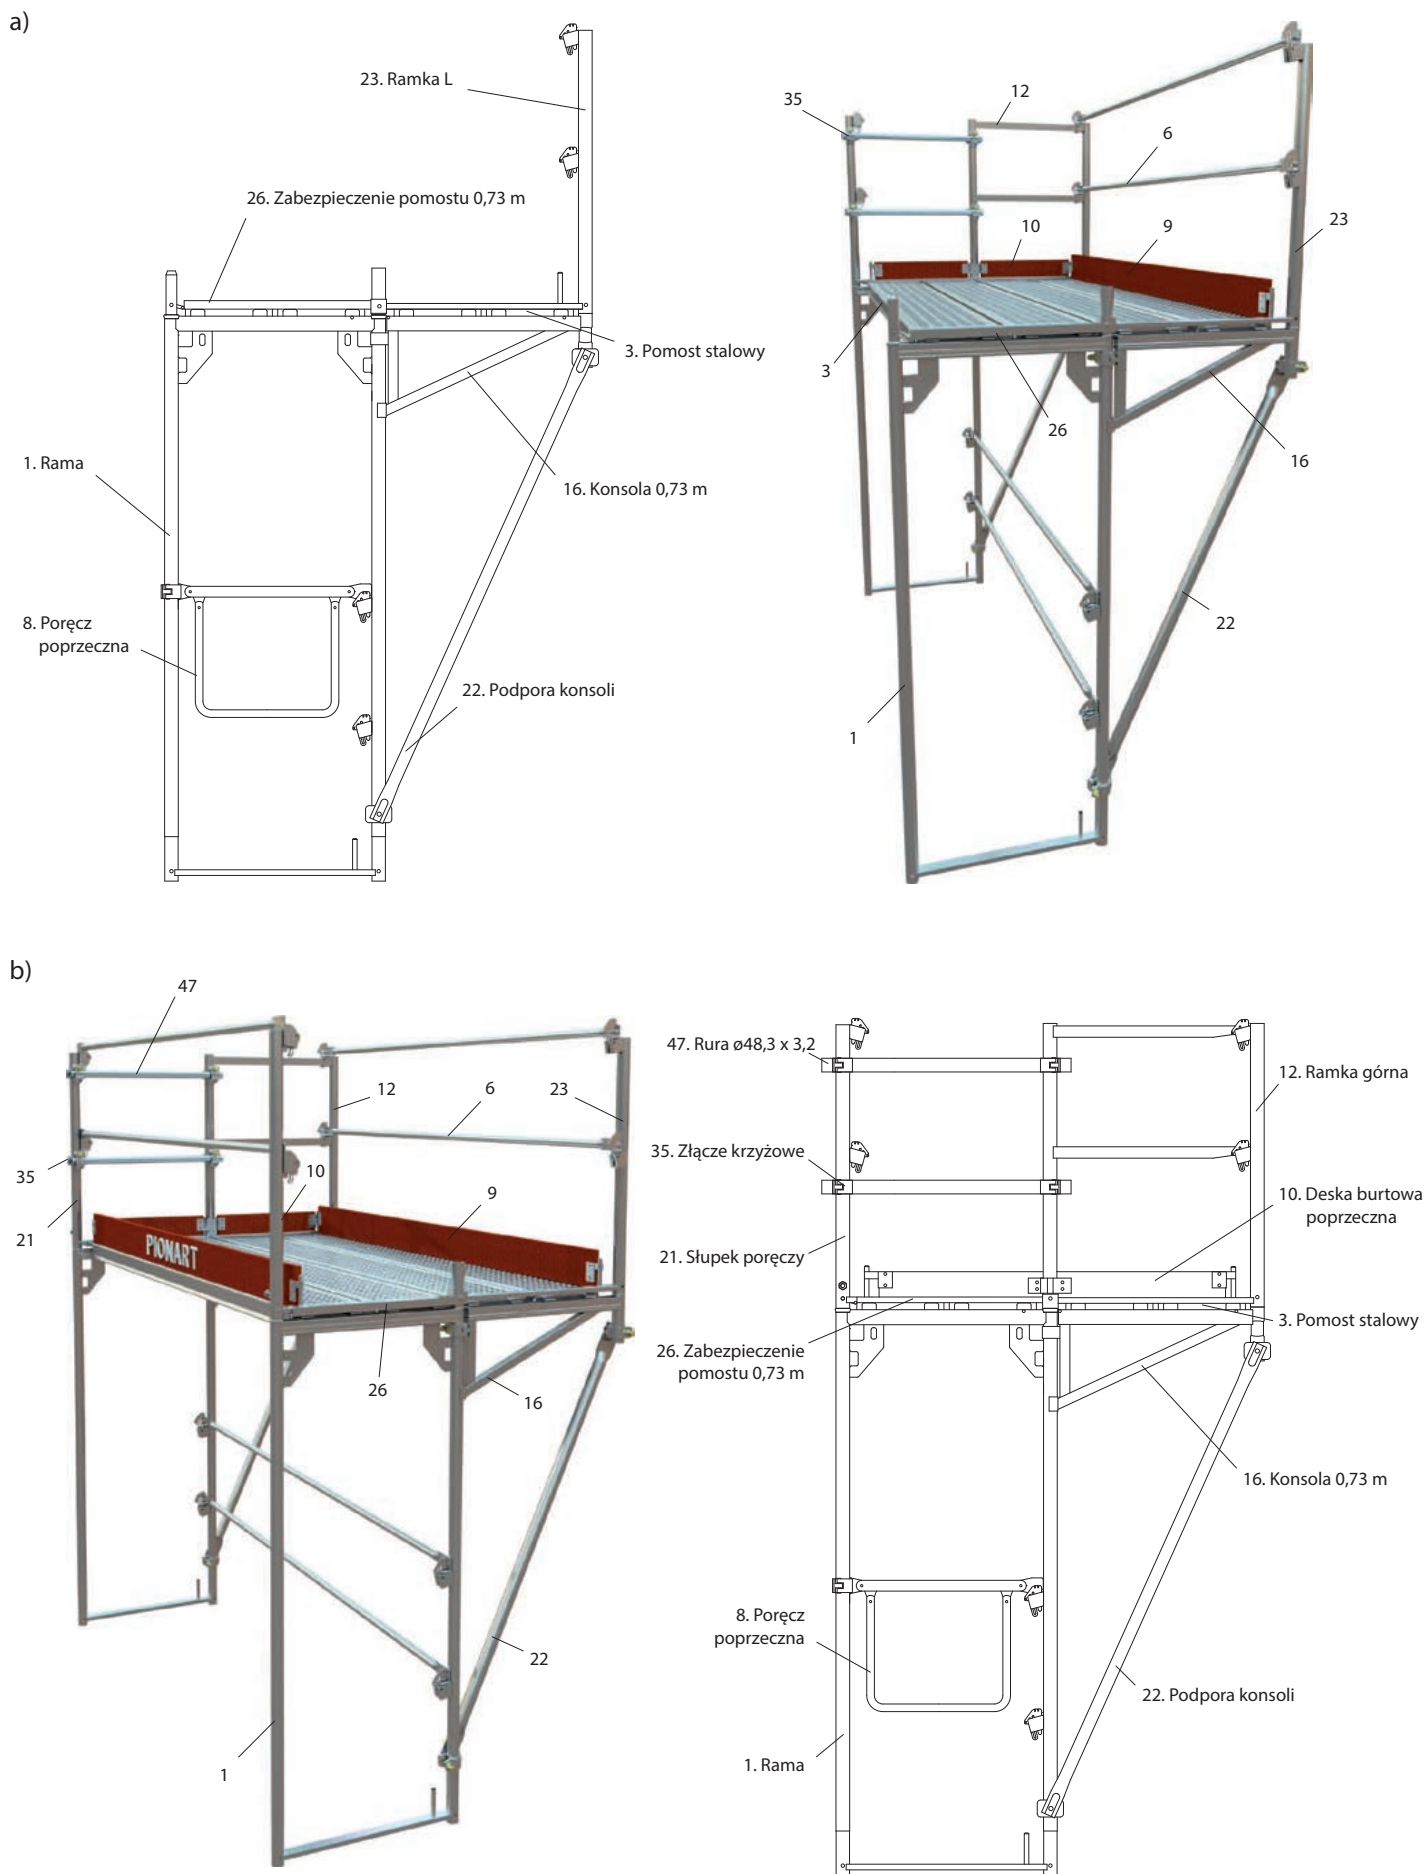 a)
23. Ramka L
26. Zabezpieczenie pomostu 0,73 m
3. Pomost stalowy
1. Rama
16. Konsola 0,73 m
8. Poręcz
poprzeczna
22. Podpora konsoli
35
12
6
23
10
9
3
26
16
22
1
b)
47
12
6
23
35
10
9
21
PIONART
26
16
22
1
47. Rura ø48,3 x 3,2
12. Ramka górna
35. Złącze krzyżowe
10. Deska burtowa
poprzeczna
21. Słupek poręczy
3. Pomost stalowy
26. Zabezpieczenie
pomostu 0,73 m
16. Konsola 0,73 m
8. Poręcz
poprzeczna
22. Podpora konsoli
1. Rama